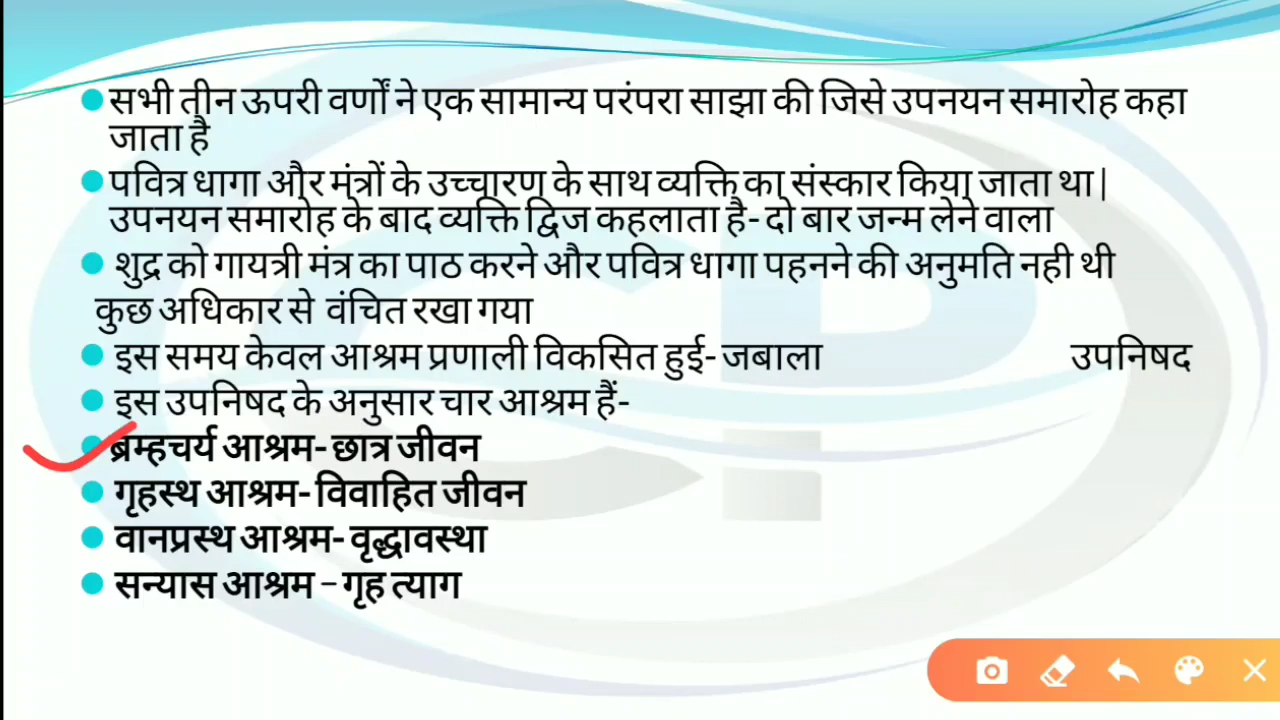 सभी तीन ऊपरी वर्णों ने एक सामान्य परंपरा साझा की जिसे उपनयन समारोह कहा
जाता है
पवित्र धागा और मंत्रों के उच्चारण के साथ व्यक्ति का संस्कार किया जाता था|
उपनयन समारोह के बाद व्यक्ति द्विज कहलाता है- दो बार जन्म लेने वाला
शुद्र को गायत्री मंत्र का पाठ करने और पवित्र धागा पहनने की अनुमति नही थी
कुछ अधिकार से वंचित रखा गया
इस समय केवल आश्रम प्रणाली विकसित हुई- जबाला उपनिषद
इस उपनिषद के अनुसार चार आश्रम हैं-
ब्रम्हचर्य आश्रम- छात्र जीवन
गृहस्थ आश्रम- विवाहित जीवन
वानप्रस्थ आश्रम- वृद्धावस्था
सन्यास आश्रम – गृह त्याग